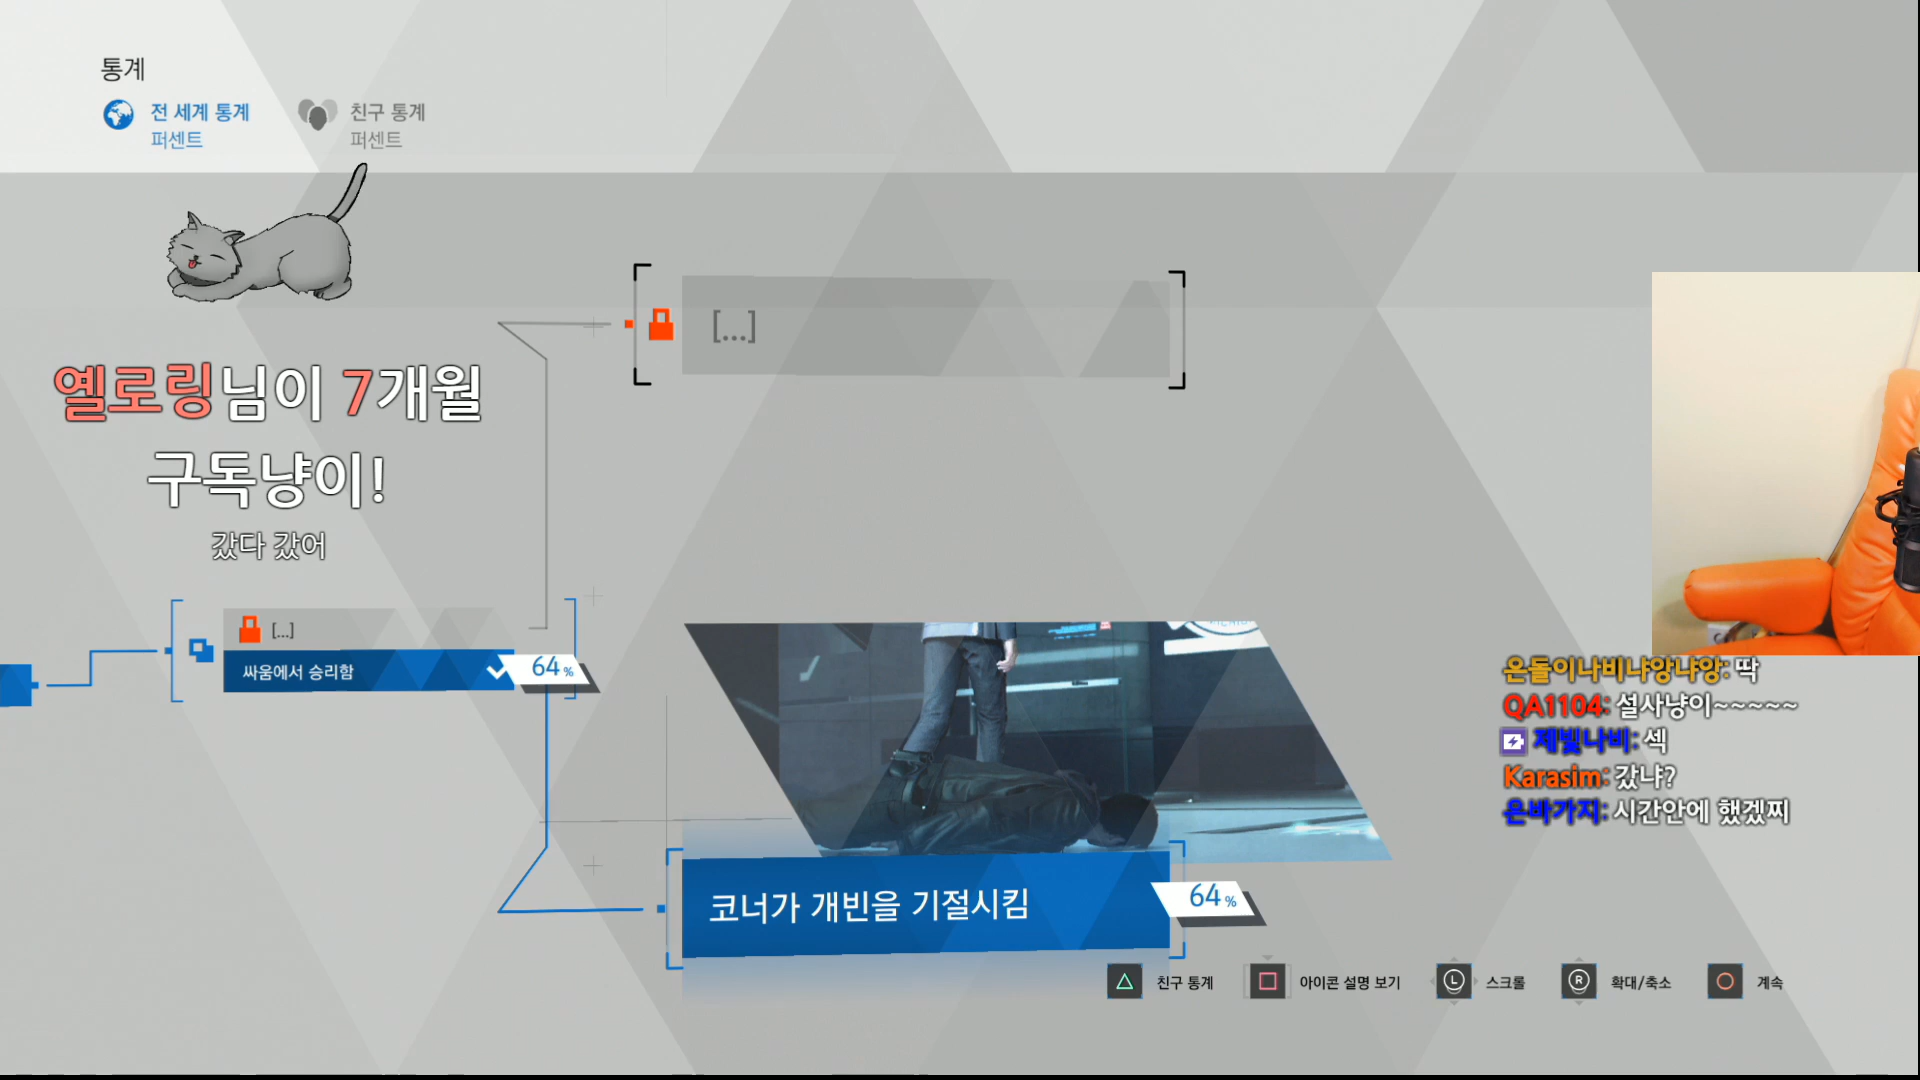 통계
전 세계 통계
퍼센트
친구 통계
퍼센트
[...]
옐로링님이 7개월
구독냥이!
갔다 갔어
[...]
싸움에서 승리함
64%
코너가 개빈을 기절시킴
64%
온돌이나비냐앙냐앙: 딱
QA1104: 설사냥이~~~~~
제빛나비: 섹
Karasim: 갔냐?
은바가지: 시간안에 했겠찌
친구 통계
아이콘 설명 보기
L 스크롤
R 확대/축소
계속